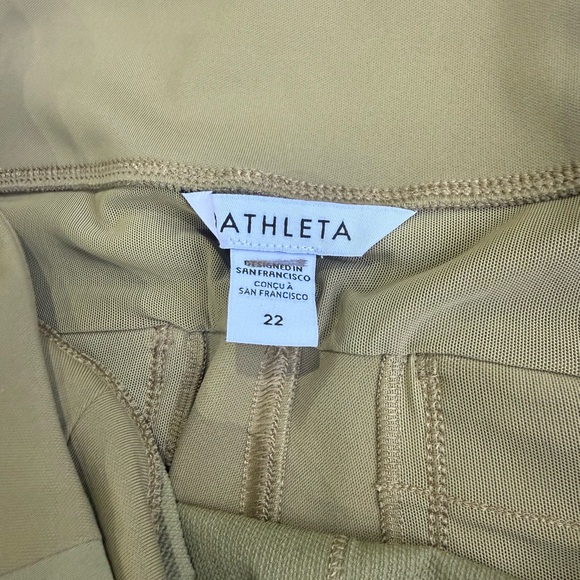 ATHLETA
DESIGNED IN
SAN FRANCISCO
CONÇU À
SAN FRANCISCO
22